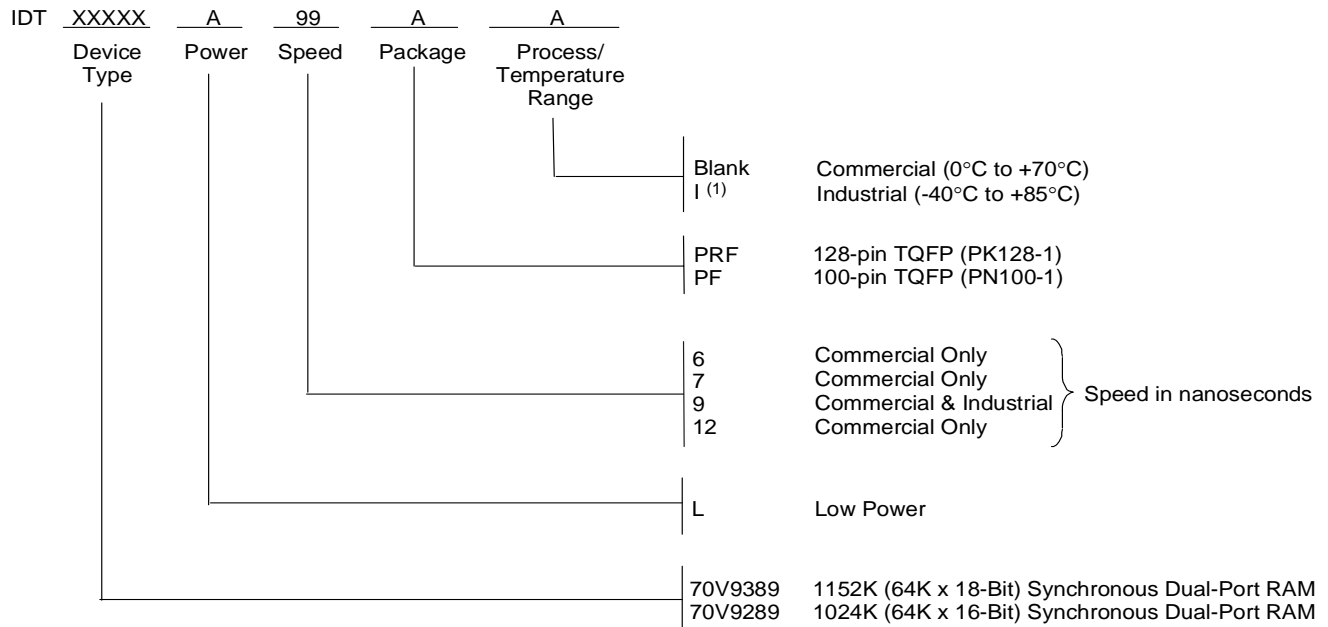 IDT XXXXX A 99 A A
Device Type Power Speed Package Process/ Temperature Range
Blank Commercial (0°C to +70°C)
I (1) Industrial (-40°C to +85°C)
PRF 128-pin TQFP (PK128-1)
PF 100-pin TQFP (PN100-1)
6 Commercial Only
7 Commercial Only
9 Commercial & Industrial
12 Commercial Only
Speed in nanoseconds
L Low Power
70V9389 1152K (64K x 18-Bit) Synchronous Dual-Port RAM
70V9289 1024K (64K x 16-Bit) Synchronous Dual-Port RAM